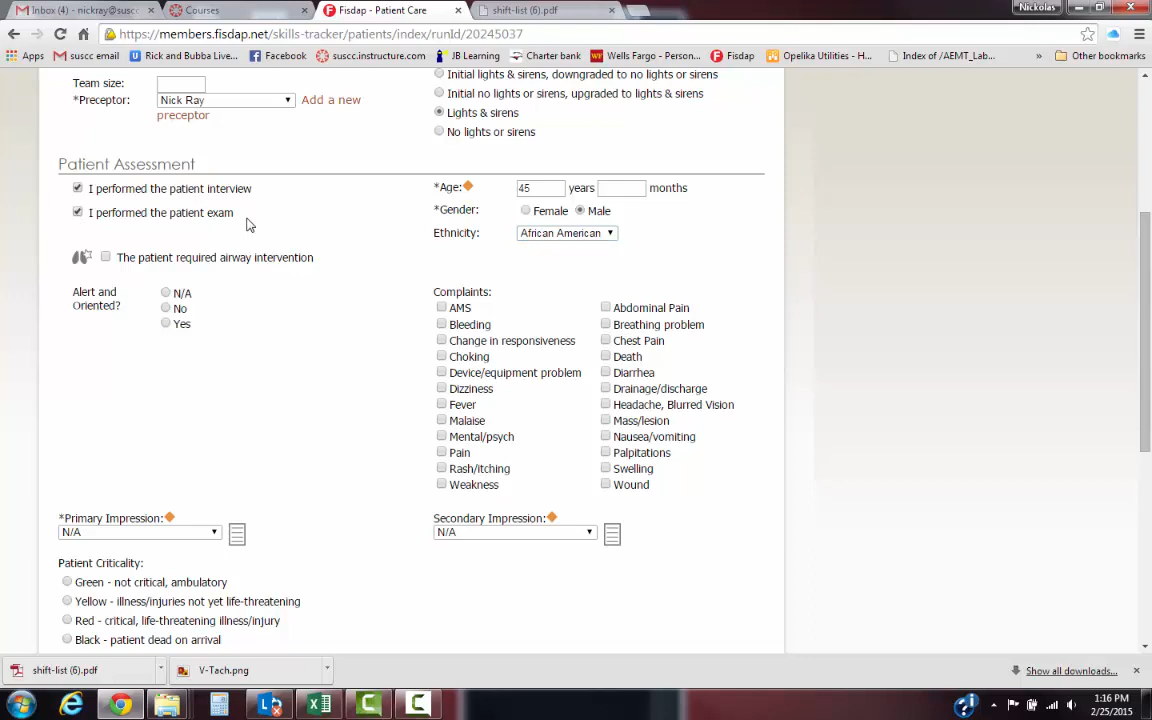 Inbox (4) - nickray@susc
Courses
Fisdap - Patient Care
shift-list (6).pdf
Nickolas
https://members.fisdap.net/skills-tracker/patients/index/runId/20245037
Apps
suscc email
Rick and Bubba Live...
Facebook
suscc.instructure.com
JB Learning
Charter bank
Wells Fargo - Person...
Fisdap
Opelika Utilities - H...
Index of /AEMT_Lab...
»
Other bookmarks
Initial lights & sirens, downgraded to no lights or sirens
Team size:
Initial no lights or sirens, upgraded to lights & sirens
*Preceptor:
Nick Ray
Add a new
preceptor
Lights & sirens
No lights or sirens
Patient Assessment
I performed the patient interview
*Age:
45
years
months
I performed the patient exam
*Gender:
Female
Male
Ethnicity:
African American
The patient required airway intervention
Alert and
Oriented?
N/A
No
Yes
Complaints:
AMS
Abdominal Pain
Bleeding
Breathing problem
Change in responsiveness
Chest Pain
Choking
Death
Device/equipment problem
Diarrhea
Dizziness
Drainage/discharge
Fever
Headache, Blurred Vision
Malaise
Mass/lesion
Mental/psych
Nausea/vomiting
Pain
Palpitations
Rash/itching
Swelling
Weakness
Wound
*Primary Impression:
N/A
Secondary Impression:
N/A
Patient Criticality:
Green - not critical, ambulatory
Yellow - illness/injuries not yet life-threatening
Red - critical, life-threatening illness/injury
Black - patient dead on arrival
shift-list (6).pdf
V-Tach.png
Show all downloads...
1:16 PM
2/25/2015